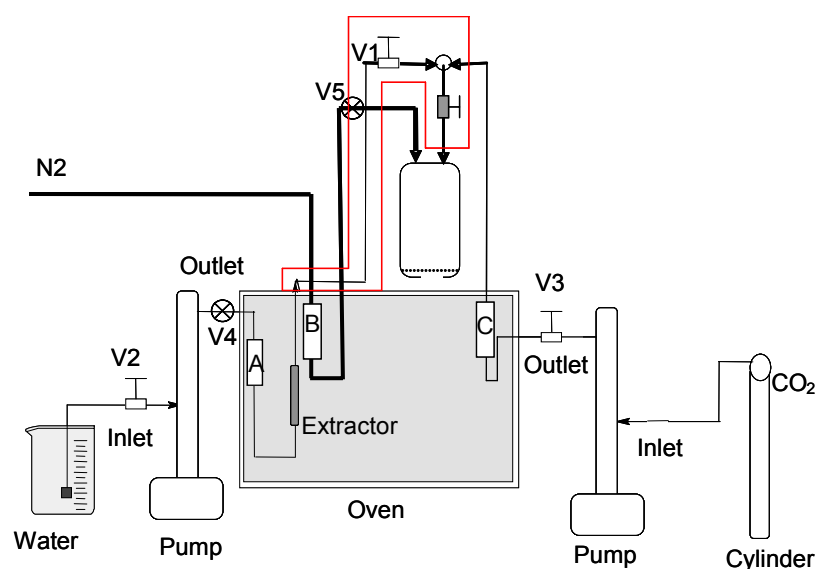 V1
V5
N2
Outlet
V3
V4
B
C
A
V2
Outlet
CO₂
Extractor
Inlet
Inlet
Oven
Water
Pump
Pump
Cylinder